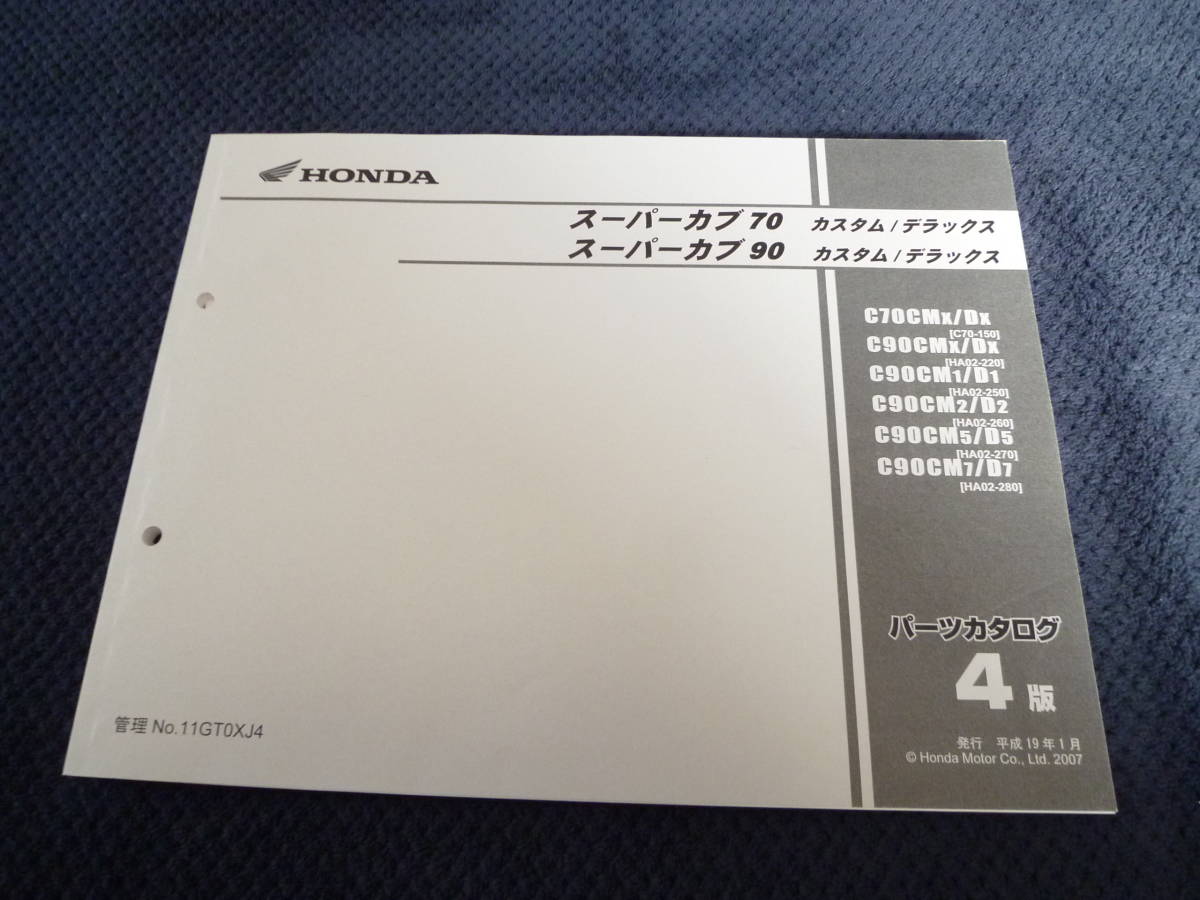 HONDA
スーパーカブ 70 カスタム / デラックス
スーパーカブ 90 カスタム / デラックス
C70CMX/DX
[C70-150]
C90CMX/DX
[HA02-220]
C90CM1/D1
[HA02-250]
C90CM2/D2
[HA02-260]
C90CM5/D5
[HA02-270]
C90CM7/D7
[HA02-280]
パーツカタログ
4 版
発行 平成 19 年 1 月
© Honda Motor Co., Ltd. 2007
管理 No.11GT0XJ4